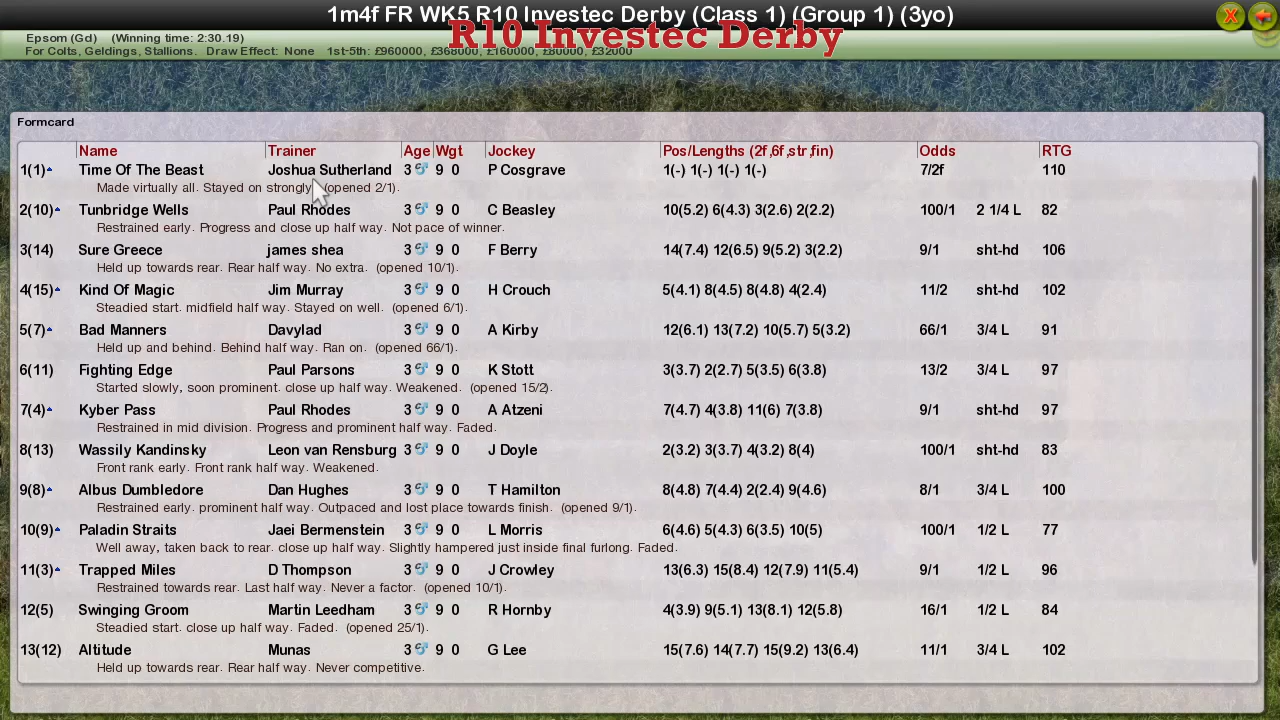 1m4f FR WK5 R10 Investec Derby (Class 1) (Group 1) (3yo)
R10 Investec Derby
Epsom (Gd) (Winning time: 2:30.19)
For Colts, Geldings, Stallions. Draw Effect: None 1st-5th: £960000, £368000, £160000, £80000, £32000
Formcard
Name Trainer Age Wgt Jockey Pos/Lengths (2f,6f,str,fin) Odds RTG
1(1) Time Of The Beast Joshua Sutherland 3 9 0 P Cosgrave 1(-) 1(-) 1(-) 1(-) 7/2f 110
Made virtually all. Stayed on strongly. (opened 2/1).
2(10) Tunbridge Wells Paul Rhodes 3 9 0 C Beasley 10(5.2) 6(4.3) 3(2.6) 2(2.2) 100/1 2 1/4 L 82
Restrained early. Progress and close up half way. Not pace of winner.
3(14) Sure Greece james shea 3 9 0 F Berry 14(7.4) 12(6.5) 9(5.2) 3(2.2) 9/1 sht-hd 106
Held up towards rear. Rear half way. No extra. (opened 10/1).
4(15) Kind Of Magic Jim Murray 3 9 0 H Crouch 5(4.1) 8(4.5) 8(4.8) 4(2.4) 11/2 sht-hd 102
Steadied start. midfield half way. Stayed on well. (opened 6/1).
5(7) Bad Manners Davylad 3 9 0 A Kirby 12(6.1) 13(7.2) 10(5.7) 5(3.2) 66/1 3/4 L 91
Held up and behind. Behind half way. Ran on. (opened 66/1).
6(11) Fighting Edge Paul Parsons 3 9 0 K Stott 3(3.7) 2(2.7) 5(3.5) 6(3.8) 13/2 3/4 L 97
Started slowly, soon prominent. close up half way. Weakened. (opened 15/2).
7(4) Kyber Pass Paul Rhodes 3 9 0 A Atzeni 7(4.7) 4(3.8) 11(6) 7(3.8) 9/1 sht-hd 97
Restrained in mid division. Progress and prominent half way. Faded.
8(13) Wassily Kandinsky Leon van Rensburg 3 9 0 J Doyle 2(3.2) 3(3.7) 4(3.2) 8(4) 100/1 sht-hd 83
Front rank early. Front rank half way. Weakened.
9(8) Albus Dumbledore Dan Hughes 3 9 0 T Hamilton 8(4.8) 7(4.4) 2(2.4) 9(4.6) 8/1 3/4 L 100
Restrained early. prominent half way. Outpaced and lost place towards finish. (opened 9/1).
10(9) Paladin Straits Jaei Bermenstein 3 9 0 L Morris 6(4.6) 5(4.3) 6(3.5) 10(5) 100/1 1/2 L 77
Well away, taken back to rear. close up half way. Slightly hampered just inside final furlong. Faded.
11(3) Trapped Miles D Thompson 3 9 0 J Crowley 13(6.3) 15(8.4) 12(7.9) 11(5.4) 9/1 1/2 L 96
Restrained towards rear. Last half way. Never a factor. (opened 10/1).
12(5) Swinging Groom Martin Leedham 3 9 0 R Hornby 4(3.9) 9(5.1) 13(8.1) 12(5.8) 16/1 1/2 L 84
Steadied start. close up half way. Faded. (opened 25/1).
13(12) Altitude Munas 3 9 0 G Lee 15(7.6) 14(7.7) 15(9.2) 13(6.4) 11/1 3/4 L 102
Held up towards rear. Rear half way. Never competitive.